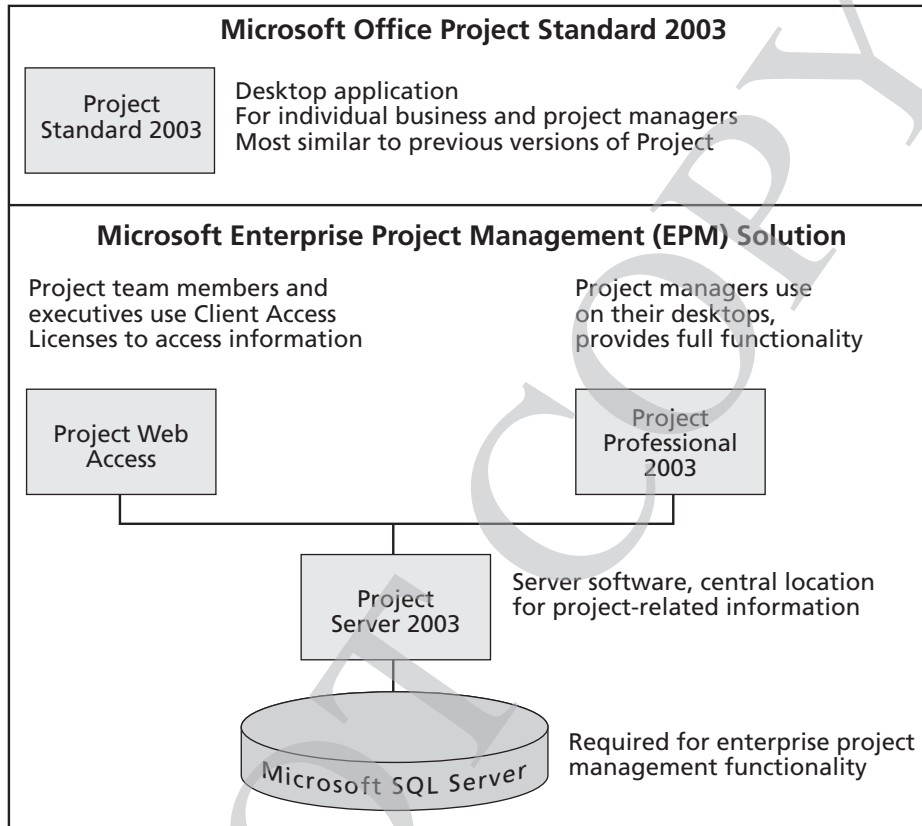 Microsoft Office Project Standard 2003
Project
Standard 2003
Desktop application
For individual business and project managers
Most similar to previous versions of Project
Microsoft Enterprise Project Management (EPM) Solution
Project team members and
executives use Client Access
Licenses to access information
Project managers use
on their desktops,
provides full functionality
Project Web
Access
Project
Professional
2003
Project
Server 2003
Server software, central location
for project-related information
Microsoft SQL Server
Required for enterprise project
management functionality
OT COPY